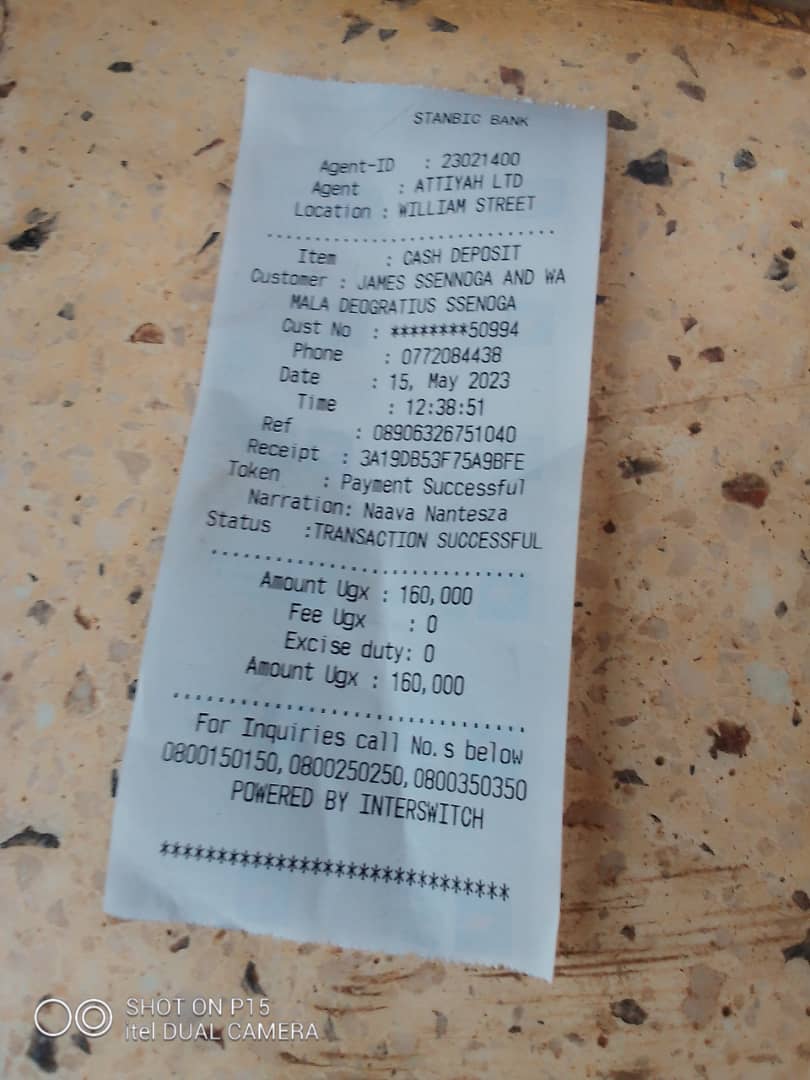 STANBIC BANK
Agent-ID : 23021400
Agent : ATTIYAH LTD
Location : WILLIAM STREET
..............................
Item : CASH DEPOSIT
Customer : JAMES SSENNOGA AND WA
MALA DEOGRATIUS SSENOGA
Cust No : ********50994
Phone : 0772084438
Date : 15, May 2023
Time : 12:38:51
Ref : 08906326751040
Receipt : 3A19DB53F75A9BFE
Token : Payment Successful
Narration: Naava Nantesza
Status :TRANSACTION SUCCESSFUL
..............................
Amount Ugx : 160,000
Fee Ugx : 0
Excise duty: 0
Amount Ugx : 160,000
..............................
For Inquiries call No.s below
0800150150, 0800250250, 0800350350
POWERED BY INTERSWITCH
******************************
SHOT ON P15
itel DUAL CAMERA